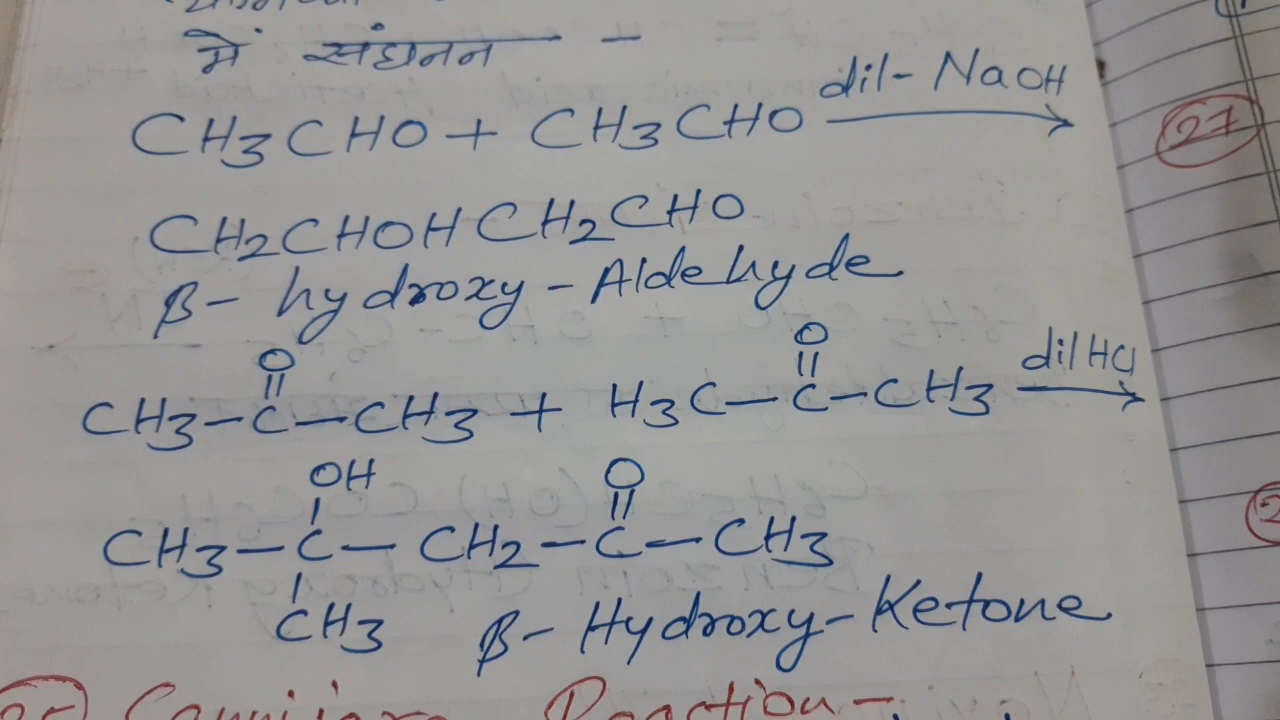 में संघनन -
CH3CHO + CH3CHO dil- NaOH
27
CH2CHOHCH2CHO
β- hydroxy - Aldehyde
O O
CH3-C-CH3 + H3C-C-CH3 dil HCl
OH O
CH3-C-CH2-C-CH3
CH3 β- Hydroxy-Ketone
Reaction-